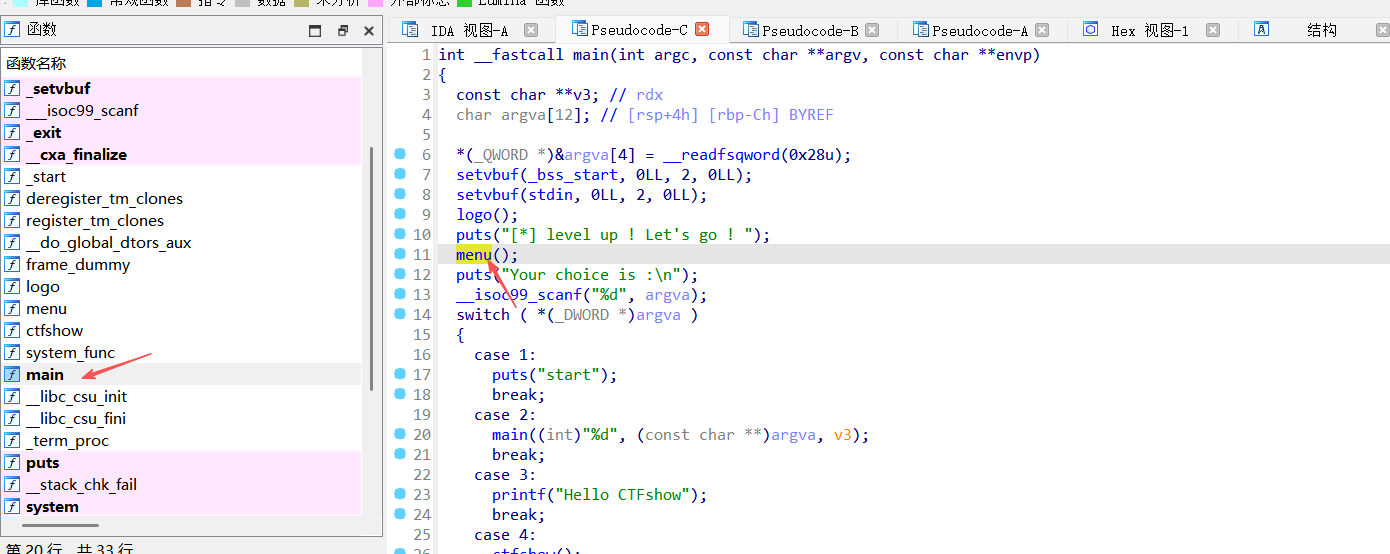 库函数 常规函数 指令 数据 未分析 外部标志 Lumina 函数
函数
函数名称
_setvbuf
___isoc99_scanf
_exit
__cxa_finalize
_start
deregister_tm_clones
register_tm_clones
__do_global_dtors_aux
frame_dummy
logo
menu
ctfshow
system_func
main
__libc_csu_init
__libc_csu_fini
_term_proc
puts
__stack_chk_fail
system
第 20 行, 共 33 行
IDA 视图-A Pseudocode-C Pseudocode-B Pseudocode-A Hex 视图-1 结构
1 int __fastcall main(int argc, const char **argv, const char **envp)
2 {
3 const char **v3; // rdx
4 char argva[12]; // [rsp+4h] [rbp-Ch] BYREF
5
6 *(_QWORD *)&argva[4] = __readfsqword(0x28u);
7 setvbuf(_bss_start, 0LL, 2, 0LL);
8 setvbuf(stdin, 0LL, 2, 0LL);
9 logo();
10 puts("[*] level up ! Let's go ! ");
11 menu();
12 puts("Your choice is :\n");
13 __isoc99_scanf("%d", argva);
14 switch ( *(_DWORD *)argva )
15 {
16 case 1:
17 puts("start");
18 break;
19 case 2:
20 main((int)"%d", (const char **)argva, v3);
21 break;
22 case 3:
23 printf("Hello CTFshow");
24 break;
25 case 4:
26 ctfshow();